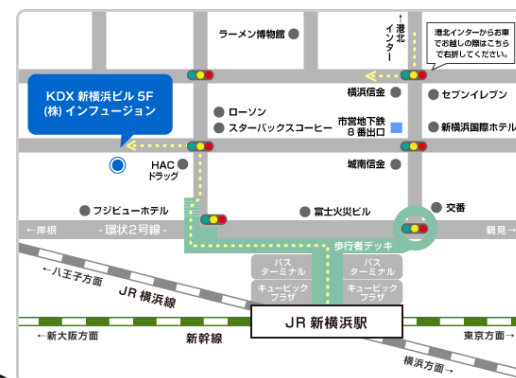 ラーメン博物館
←港北
インター
港北インターからお車
でお越しの際はこちら
で右折してください。
KDX 新横浜ビル 5F
(株) インフュージョン
横浜信金
セブンイレブン
ローソン
スターバックスコーヒー
市営地下鉄
8 番出口
新横浜国際ホテル
HAC
ドラッグ
城南信金
フジビューホテル
富士火災ビル
交番
←岸根
- 環状2号線 -
鶴見→
歩行者デッキ
バス
ターミナル
バス
ターミナル
キュービック
プラザ
キュービック
プラザ
←八王子方面
JR 横浜線
JR 新横浜駅
←新大阪方面
新幹線
東京方面→
横浜方面→